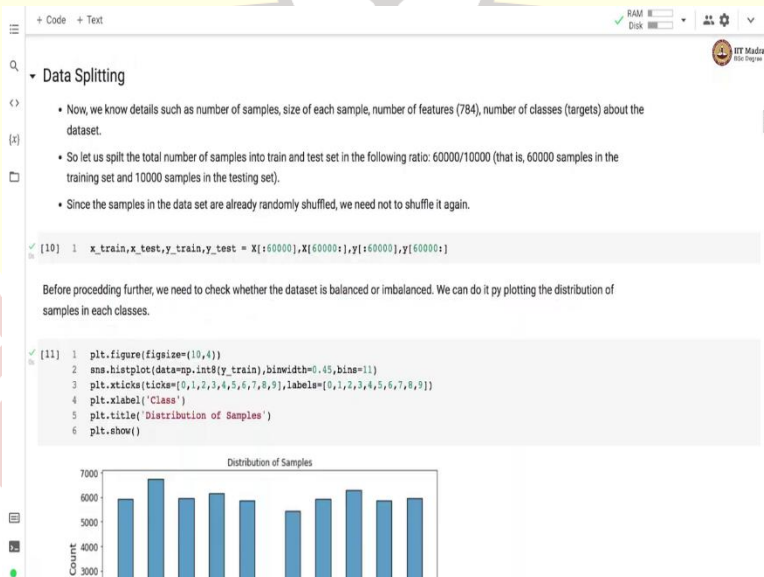 + Code + Text
RAM
Disk
IIT Madra
BSc Degree
Data Splitting
• Now, we know details such as number of samples, size of each sample, number of features (784), number of classes (targets) about the
dataset.
• So let us spilt the total number of samples into train and test set in the following ratio: 60000/10000 (that is, 60000 samples in the
training set and 10000 samples in the testing set).
• Since the samples in the data set are already randomly shuffled, we need not to shuffle it again.
[10] 1 x_train,x_test,y_train,y_test = X[:60000],X[60000:],y[:60000],y[60000:]
Before procedding further, we need to check whether the dataset is balanced or imbalanced. We can do it py plotting the distribution of
samples in each classes.
[11] 1 plt.figure(figsize=(10,4))
2 sns.histplot(data=np.int8(y_train),binwidth=0.45,bins=11)
3 plt.xticks(ticks=[0,1,2,3,4,5,6,7,8,9],labels=[0,1,2,3,4,5,6,7,8,9])
4 plt.xlabel('Class')
5 plt.title('Distribution of Samples')
6 plt.show()
Distribution of Samples
7000
6000
5000
4000
3000
Count